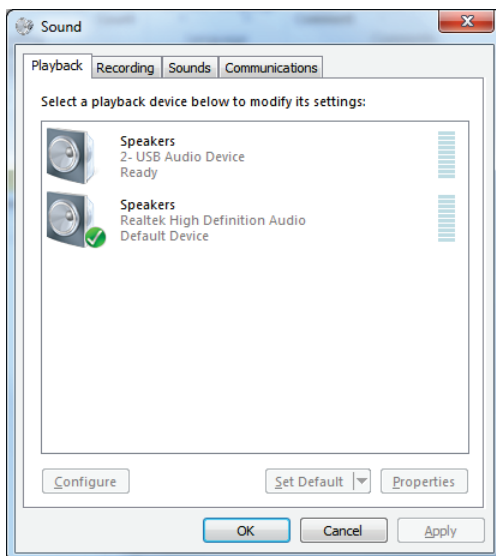 Sound
Playback Recording Sounds Communications
Select a playback device below to modify its settings:
Speakers
2- USB Audio Device
Ready
Speakers
Realtek High Definition Audio
Default Device
Configure Set Default Properties
OK Cancel Apply